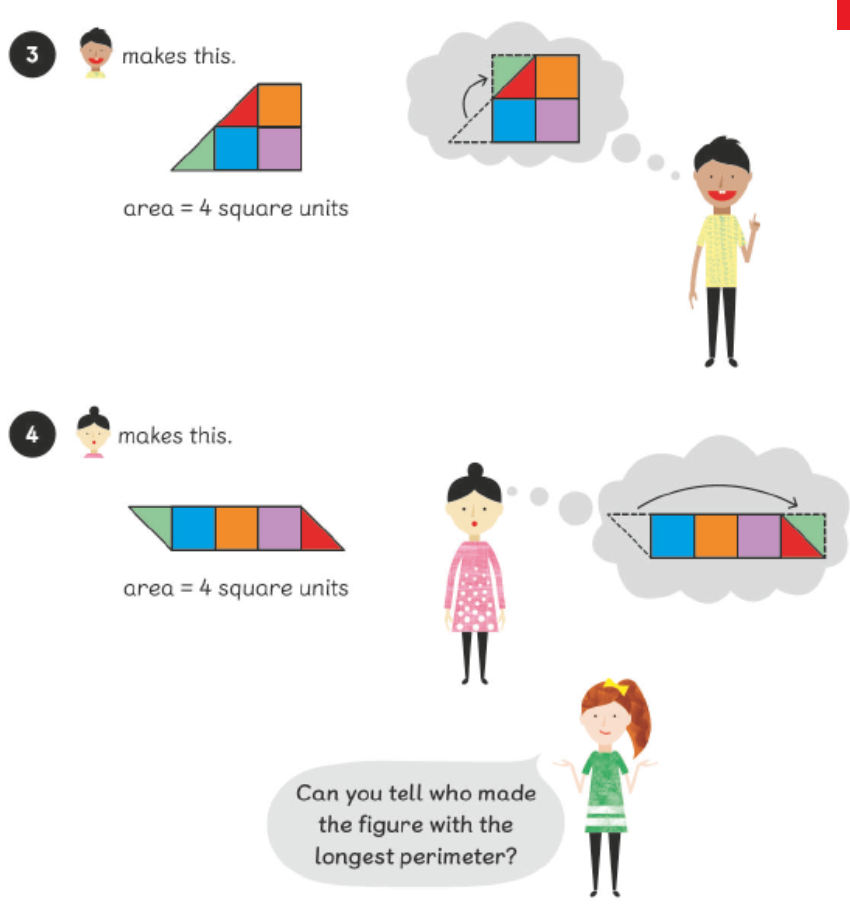 3 makes this.
area = 4 square units
4 makes this.
area = 4 square units
Can you tell who made
the figure with the
longest perimeter?